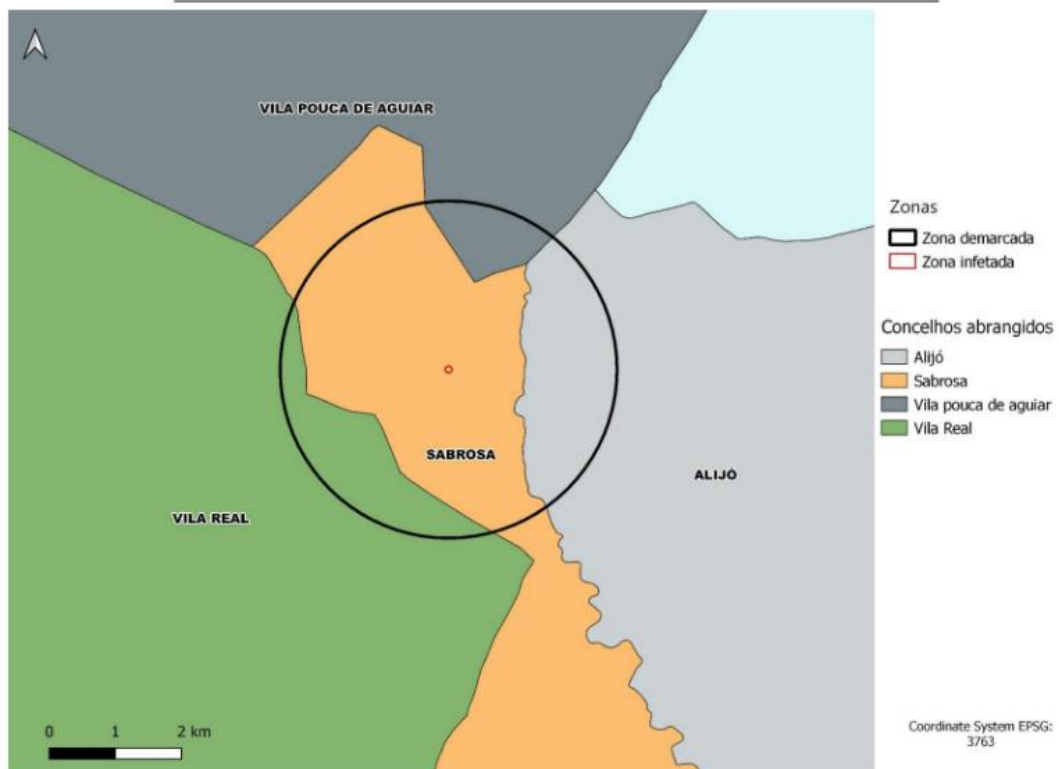 VILA POUCA DE AGUIAR
SABROSA
ALIJÓ
VILA REAL
0 1 2 km
Zonas
Zona demarcada
Zona infetada
Concelhos abrangidos
Alijó
Sabrosa
Vila pouca de aguiar
Vila Real
Coordinate System EPSG:
3763